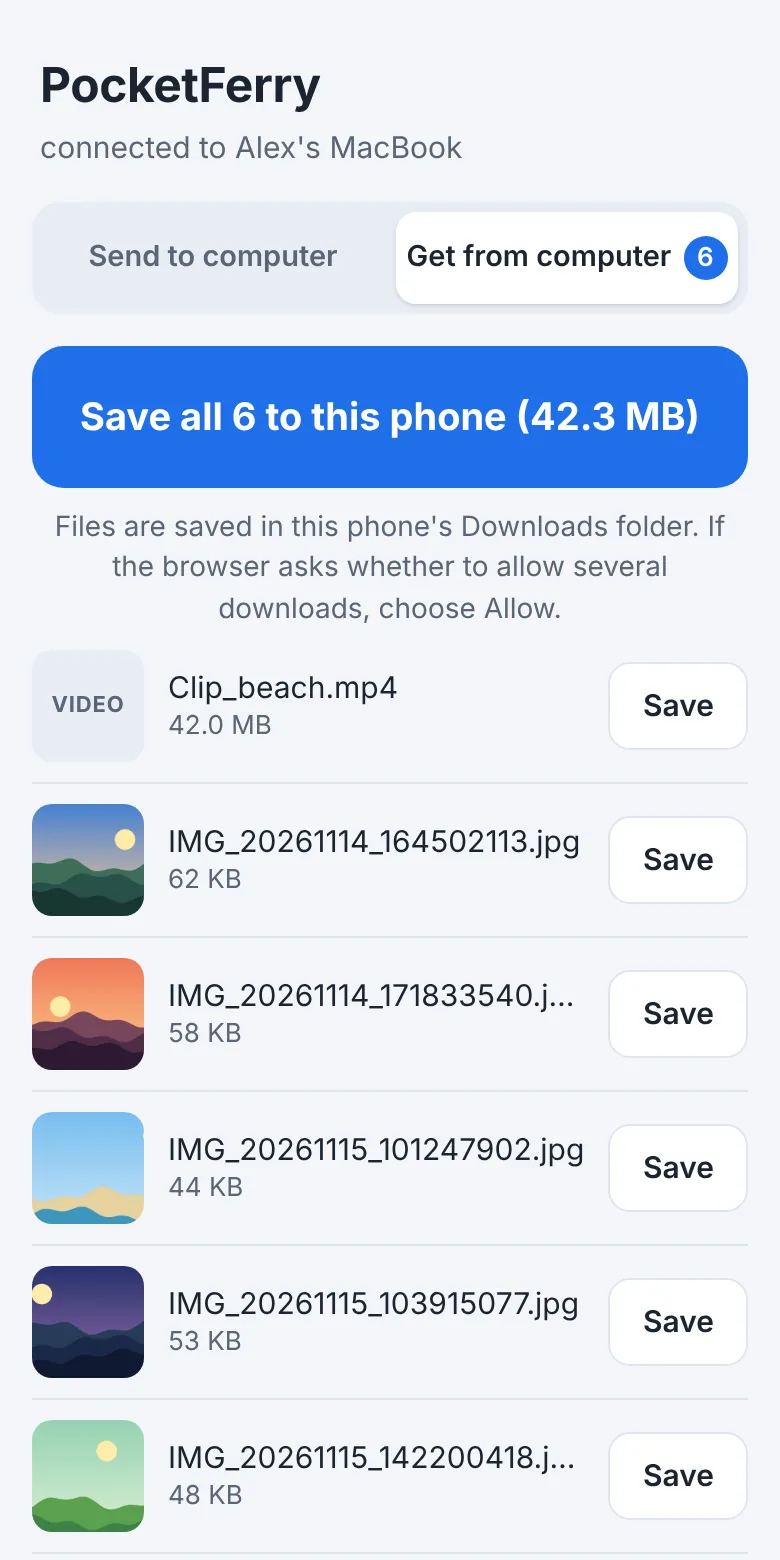 PocketFerry
connected to Alex's MacBook
Send to computer
Get from computer 6
Save all 6 to this phone (42.3 MB)
Files are saved in this phone's Downloads folder. If
the browser asks whether to allow several
downloads, choose Allow.
VIDEO
Clip_beach.mp4
42.0 MB
Save
IMG_20261114_164502113.jpg
62 KB
Save
IMG_20261114_171833540.j...
58 KB
Save
IMG_20261115_101247902.jpg
44 KB
Save
IMG_20261115_103915077.jpg
53 KB
Save
IMG_20261115_142200418.j...
48 KB
Save